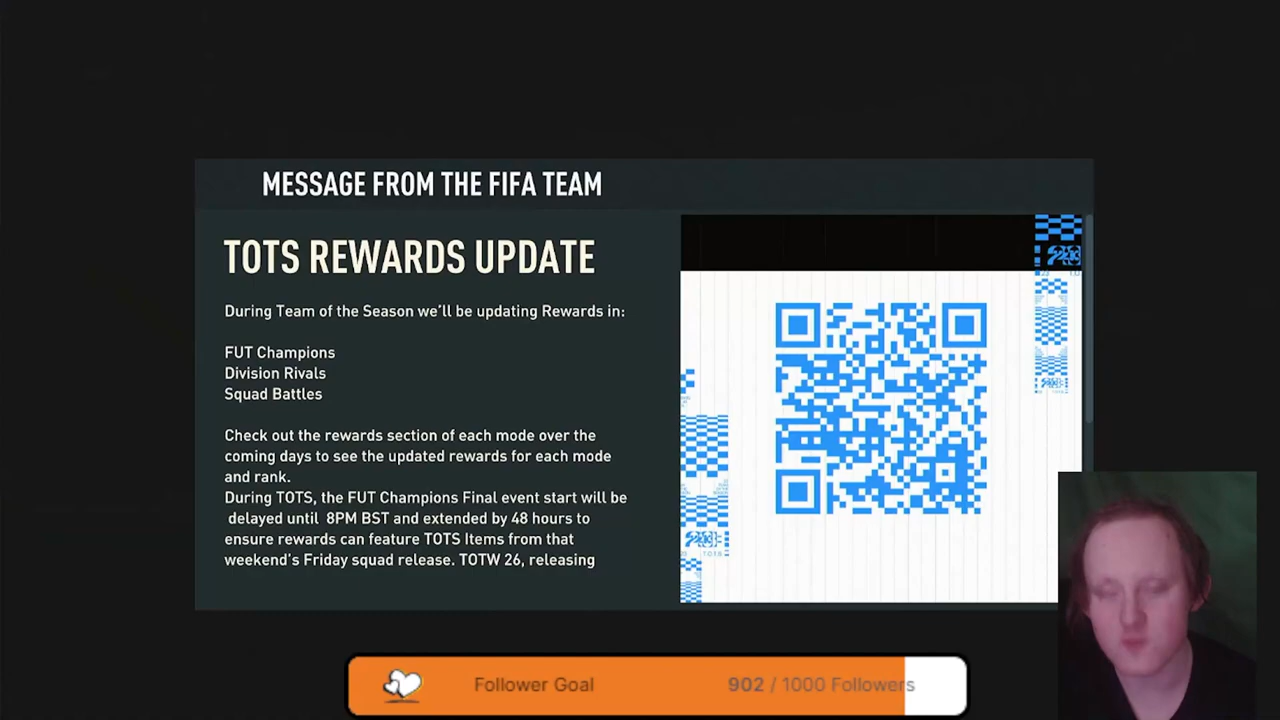 MESSAGE FROM THE FIFA TEAM
TOTS REWARDS UPDATE
During Team of the Season we'll be updating Rewards in:
FUT Champions
Division Rivals
Squad Battles
Check out the rewards section of each mode over the
coming days to see the updated rewards for each mode
and rank.
During TOTS, the FUT Champions Final event start will be
delayed until 8PM BST and extended by 48 hours to
ensure rewards can feature TOTS Items from that
weekend's Friday squad release. TOTW 26, releasing
23
23
23
TOTS
Follower Goal
902 / 1000 Followers